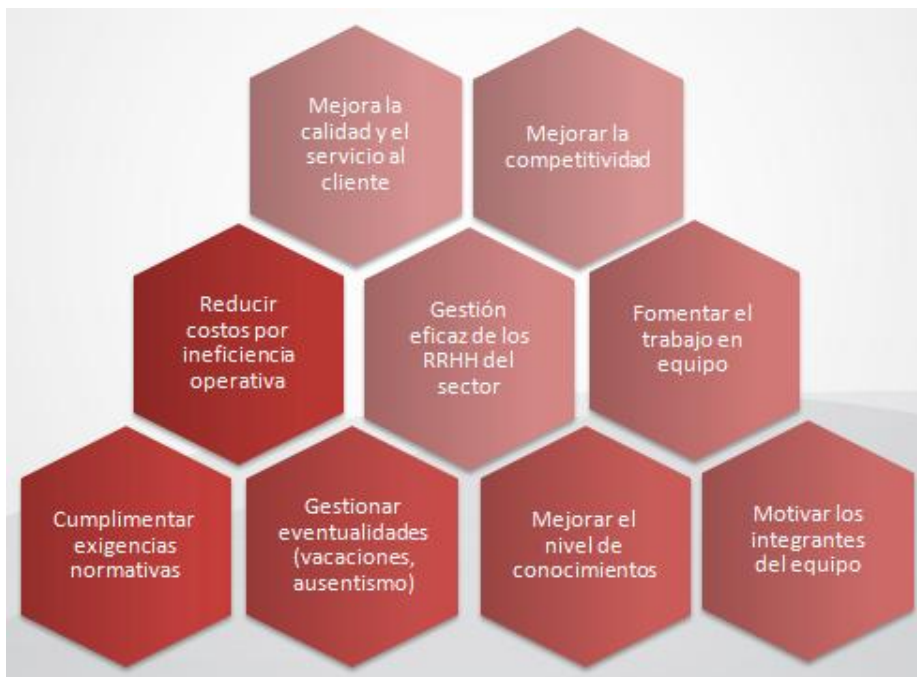 Mejora la
calidad y el
servicio al
cliente
Mejorar la
competitividad
Reducir
costos por
ineficiencia
operativa
Gestión
eficaz de los
RRHH del
sector
Fomentar el
trabajo en
equipo
Cumplimentar
exigencias
normativas
Gestionar
eventualidades
(vacaciones,
ausentismo)
Mejorar el
nivel de
conocimientos
Motivar los
integrantes
del equipo